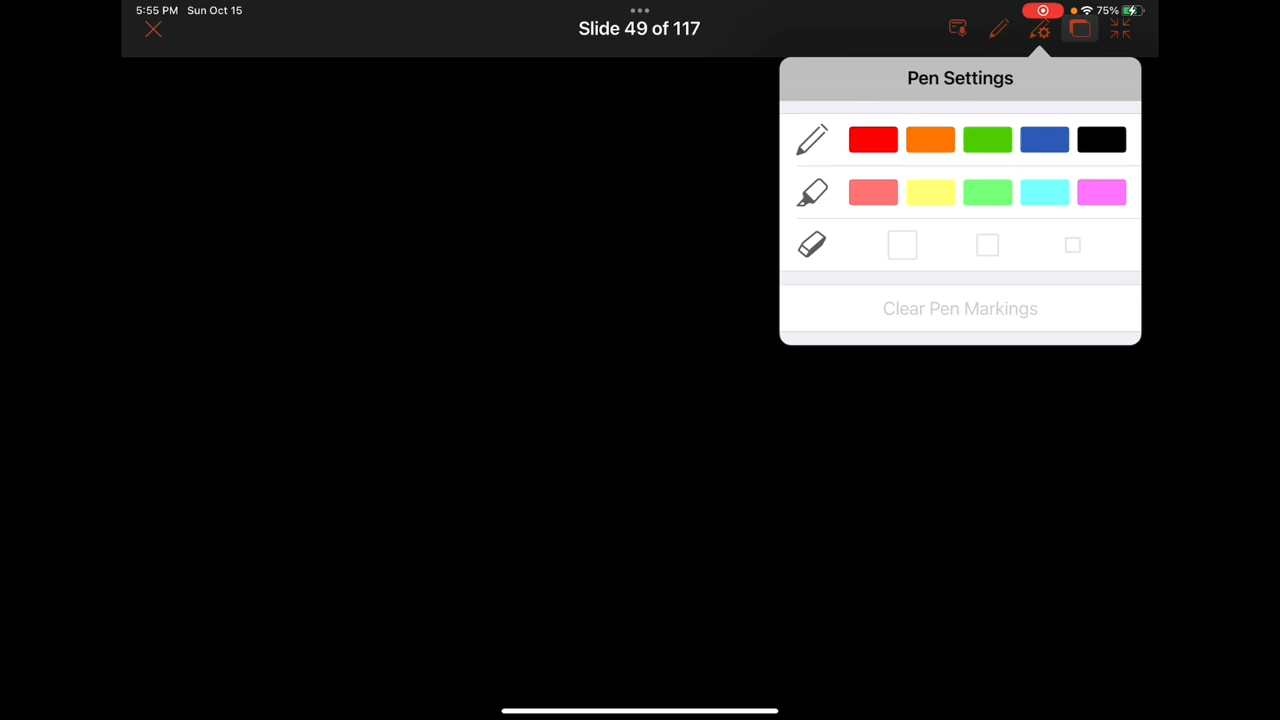 5:55 PM Sun Oct 15
75%
Slide 49 of 117
Pen Settings
Clear Pen Markings